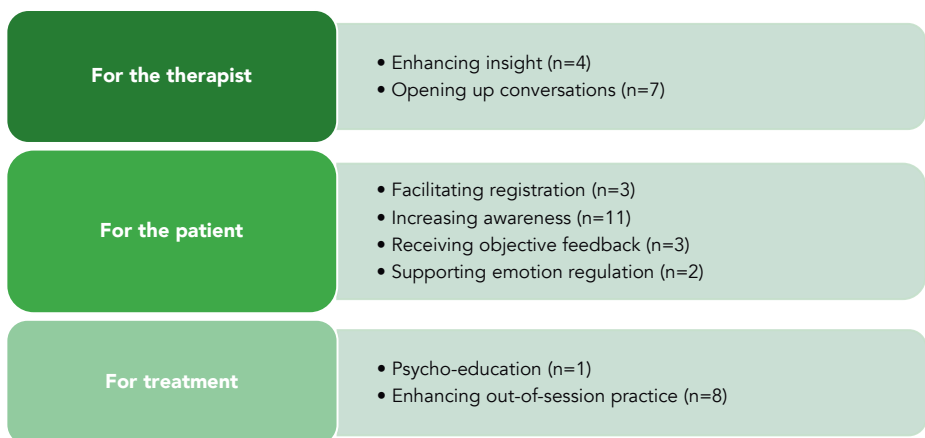 For the therapist
• Enhancing insight (n=4)
• Opening up conversations (n=7)
For the patient
• Facilitating registration (n=3)
• Increasing awareness (n=11)
• Receiving objective feedback (n=3)
• Supporting emotion regulation (n=2)
For treatment
• Psycho-education (n=1)
• Enhancing out-of-session practice (n=8)